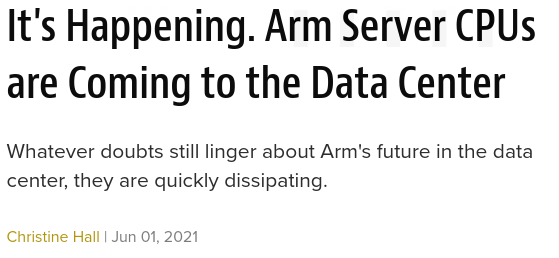 It's Happening. Arm Server CPUs
are Coming to the Data Center
Whatever doubts still linger about Arm's future in the data
center, they are quickly dissipating.
Christine Hall | Jun 01, 2021